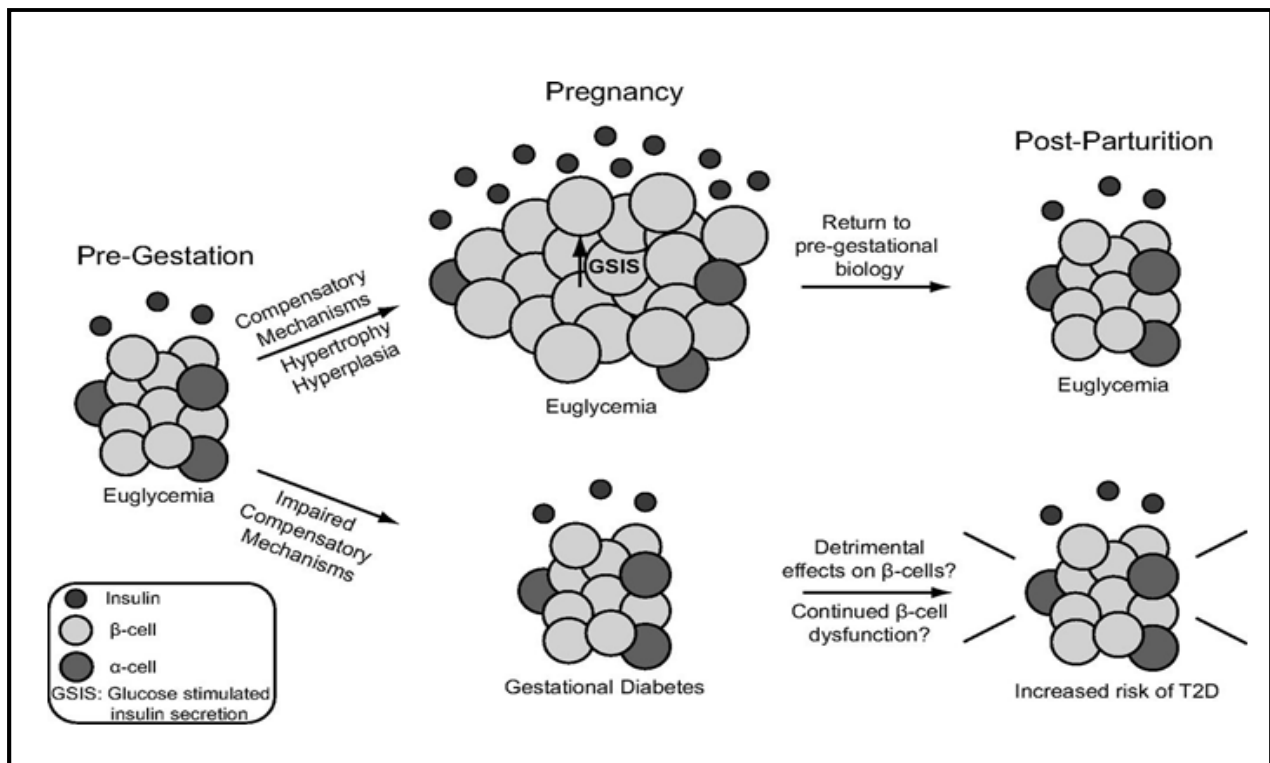 Pregnancy
Post-Parturition
Pre-Gestation
Compensatory
Mechanisms
Hypertrophy
Hyperplasia
GSIS
Return to
pre-gestational
biology
Euglycemia
Euglycemia
Euglycemia
Impaired
Compensatory
Mechanisms
Detrimental
effects on β-cells?
Continued β-cell
dysfunction?
Gestational Diabetes
Increased risk of T2D
Insulin
β-cell
α-cell
GSIS: Glucose stimulated
insulin secretion